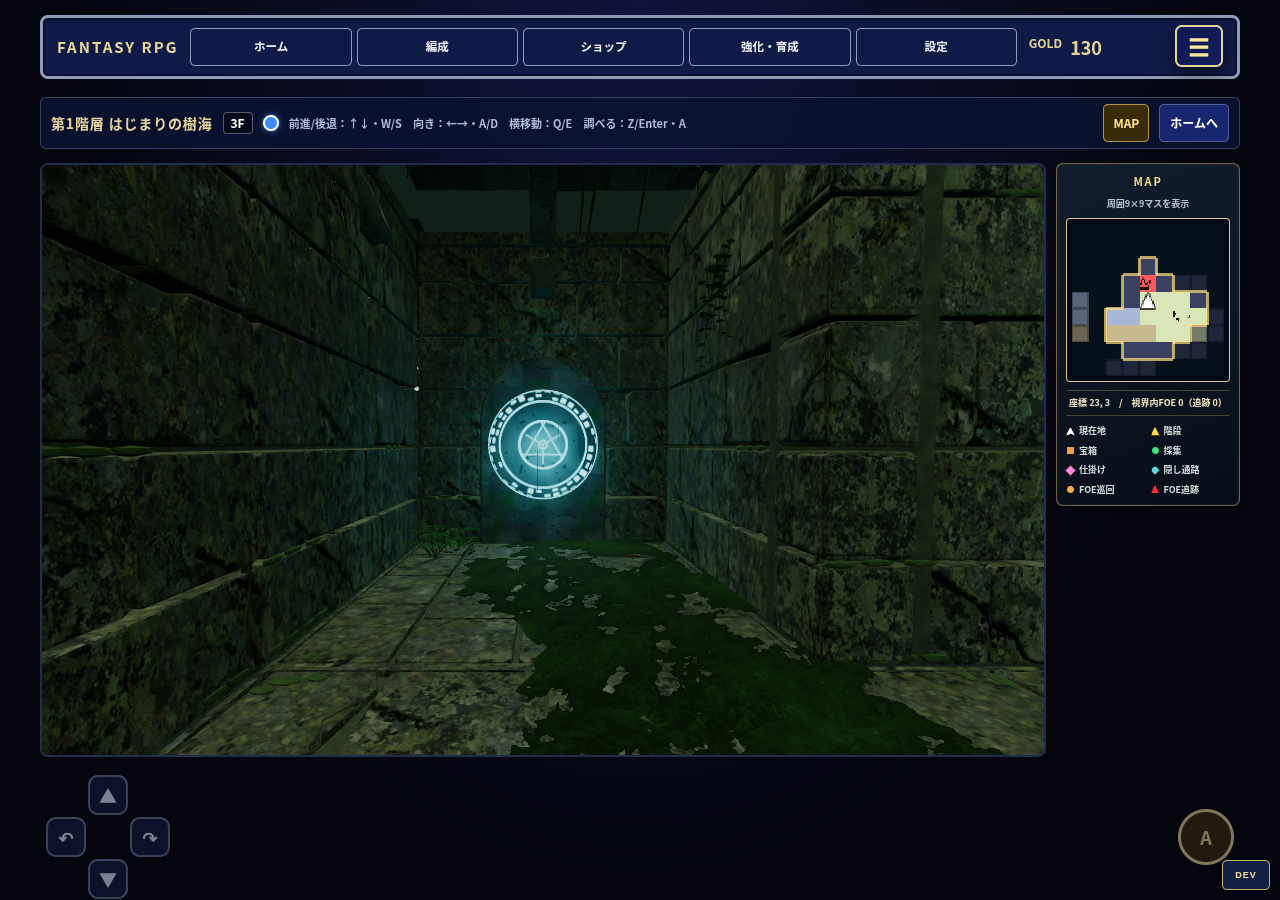 FANTASY RPG
ホーム
編成
ショップ
強化・育成
設定
GOLD 130
第1階層 はじまりの樹海
3F
前進/後退：↑↓・W/S 向き：←→・A/D 横移動：Q/E 調べる：Z/Enter・A
MAP
ホームへ
MAP
周囲9×9マスを表示
座標 23, 3 / 視界内FOE 0（追跡 0）
現在地
階段
宝箱
採集
仕掛け
隠し通路
FOE巡回
FOE追跡
A
DEV